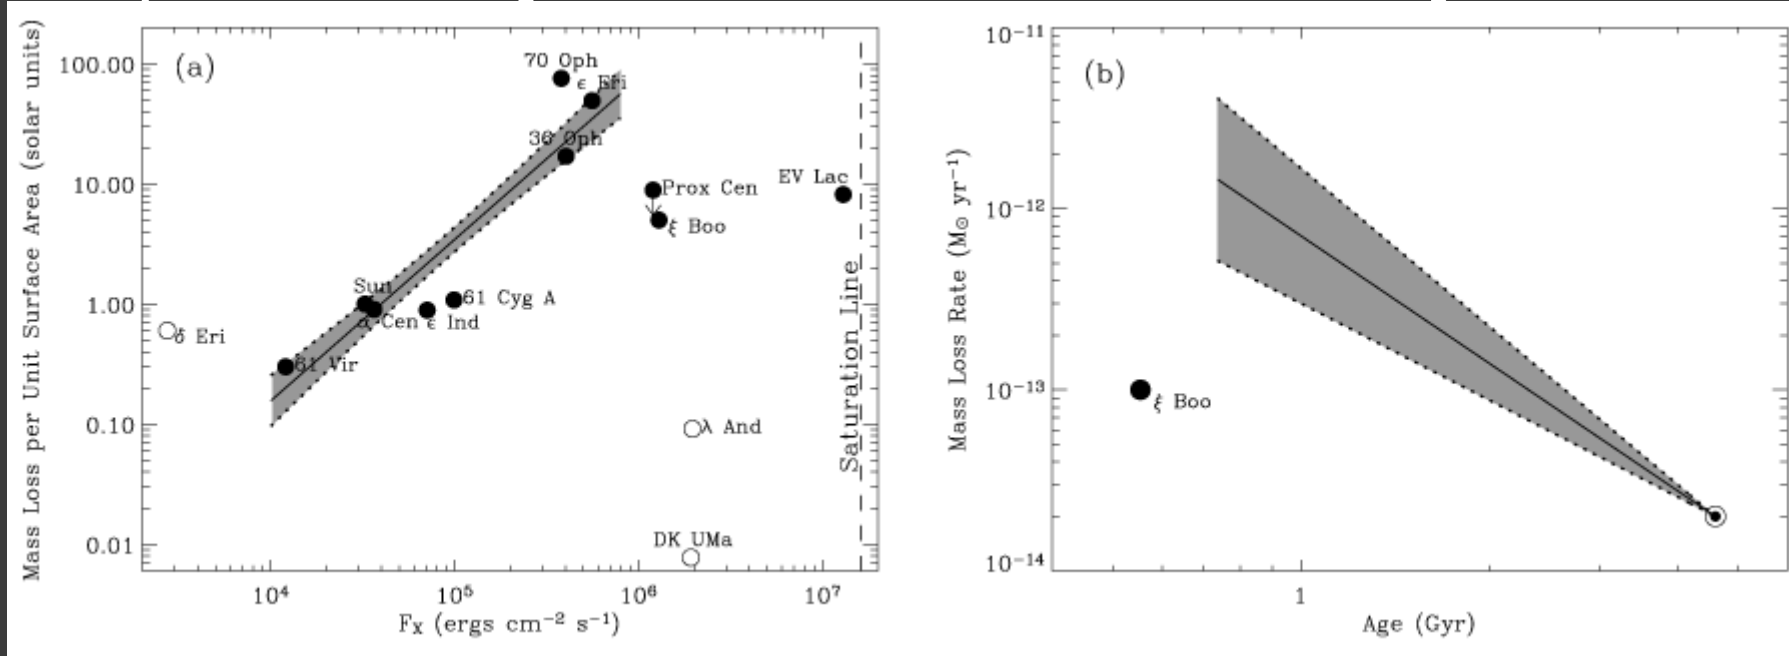 (a)
Mass Loss per Unit Surface Area (solar units)
100.00
10.00
1.00
0.10
0.01
70 Oph
ϵ Eri
36 Oph
Prox Cen
EV Lac
ξ Boo
Sun
61 Cyg A
α Cen
ϵ Ind
δ Eri
61 Vir
λ And
DK UMa
Saturation Line
10⁴
10⁵
10⁶
10⁷
Fₓ (ergs cm⁻² s⁻¹)
(b)
Mass Loss Rate (M☉ yr⁻¹)
10⁻¹¹
10⁻¹²
10⁻¹³
10⁻¹⁴
ξ Boo
1
Age (Gyr)